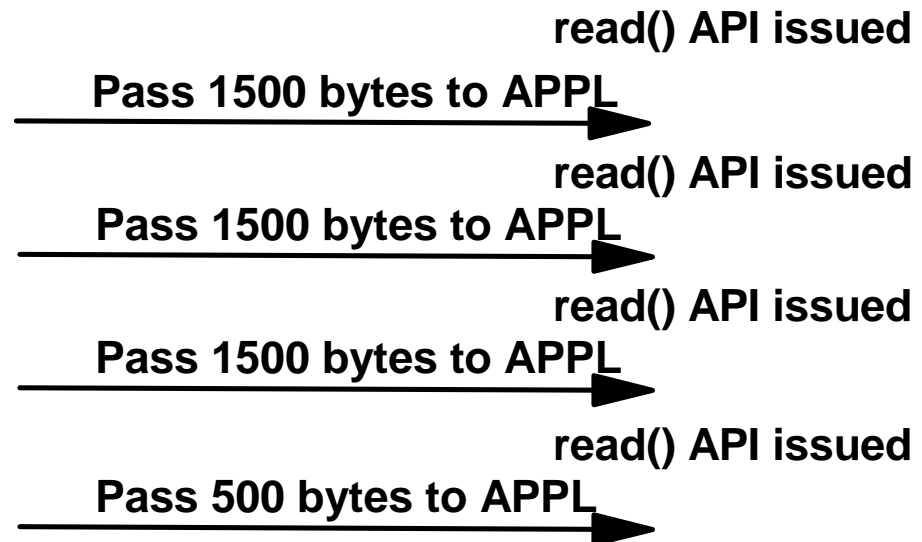 read() API issued
Pass 1500 bytes to APPL
read() API issued
Pass 1500 bytes to APPL
read() API issued
Pass 1500 bytes to APPL
read() API issued
Pass 500 bytes to APPL